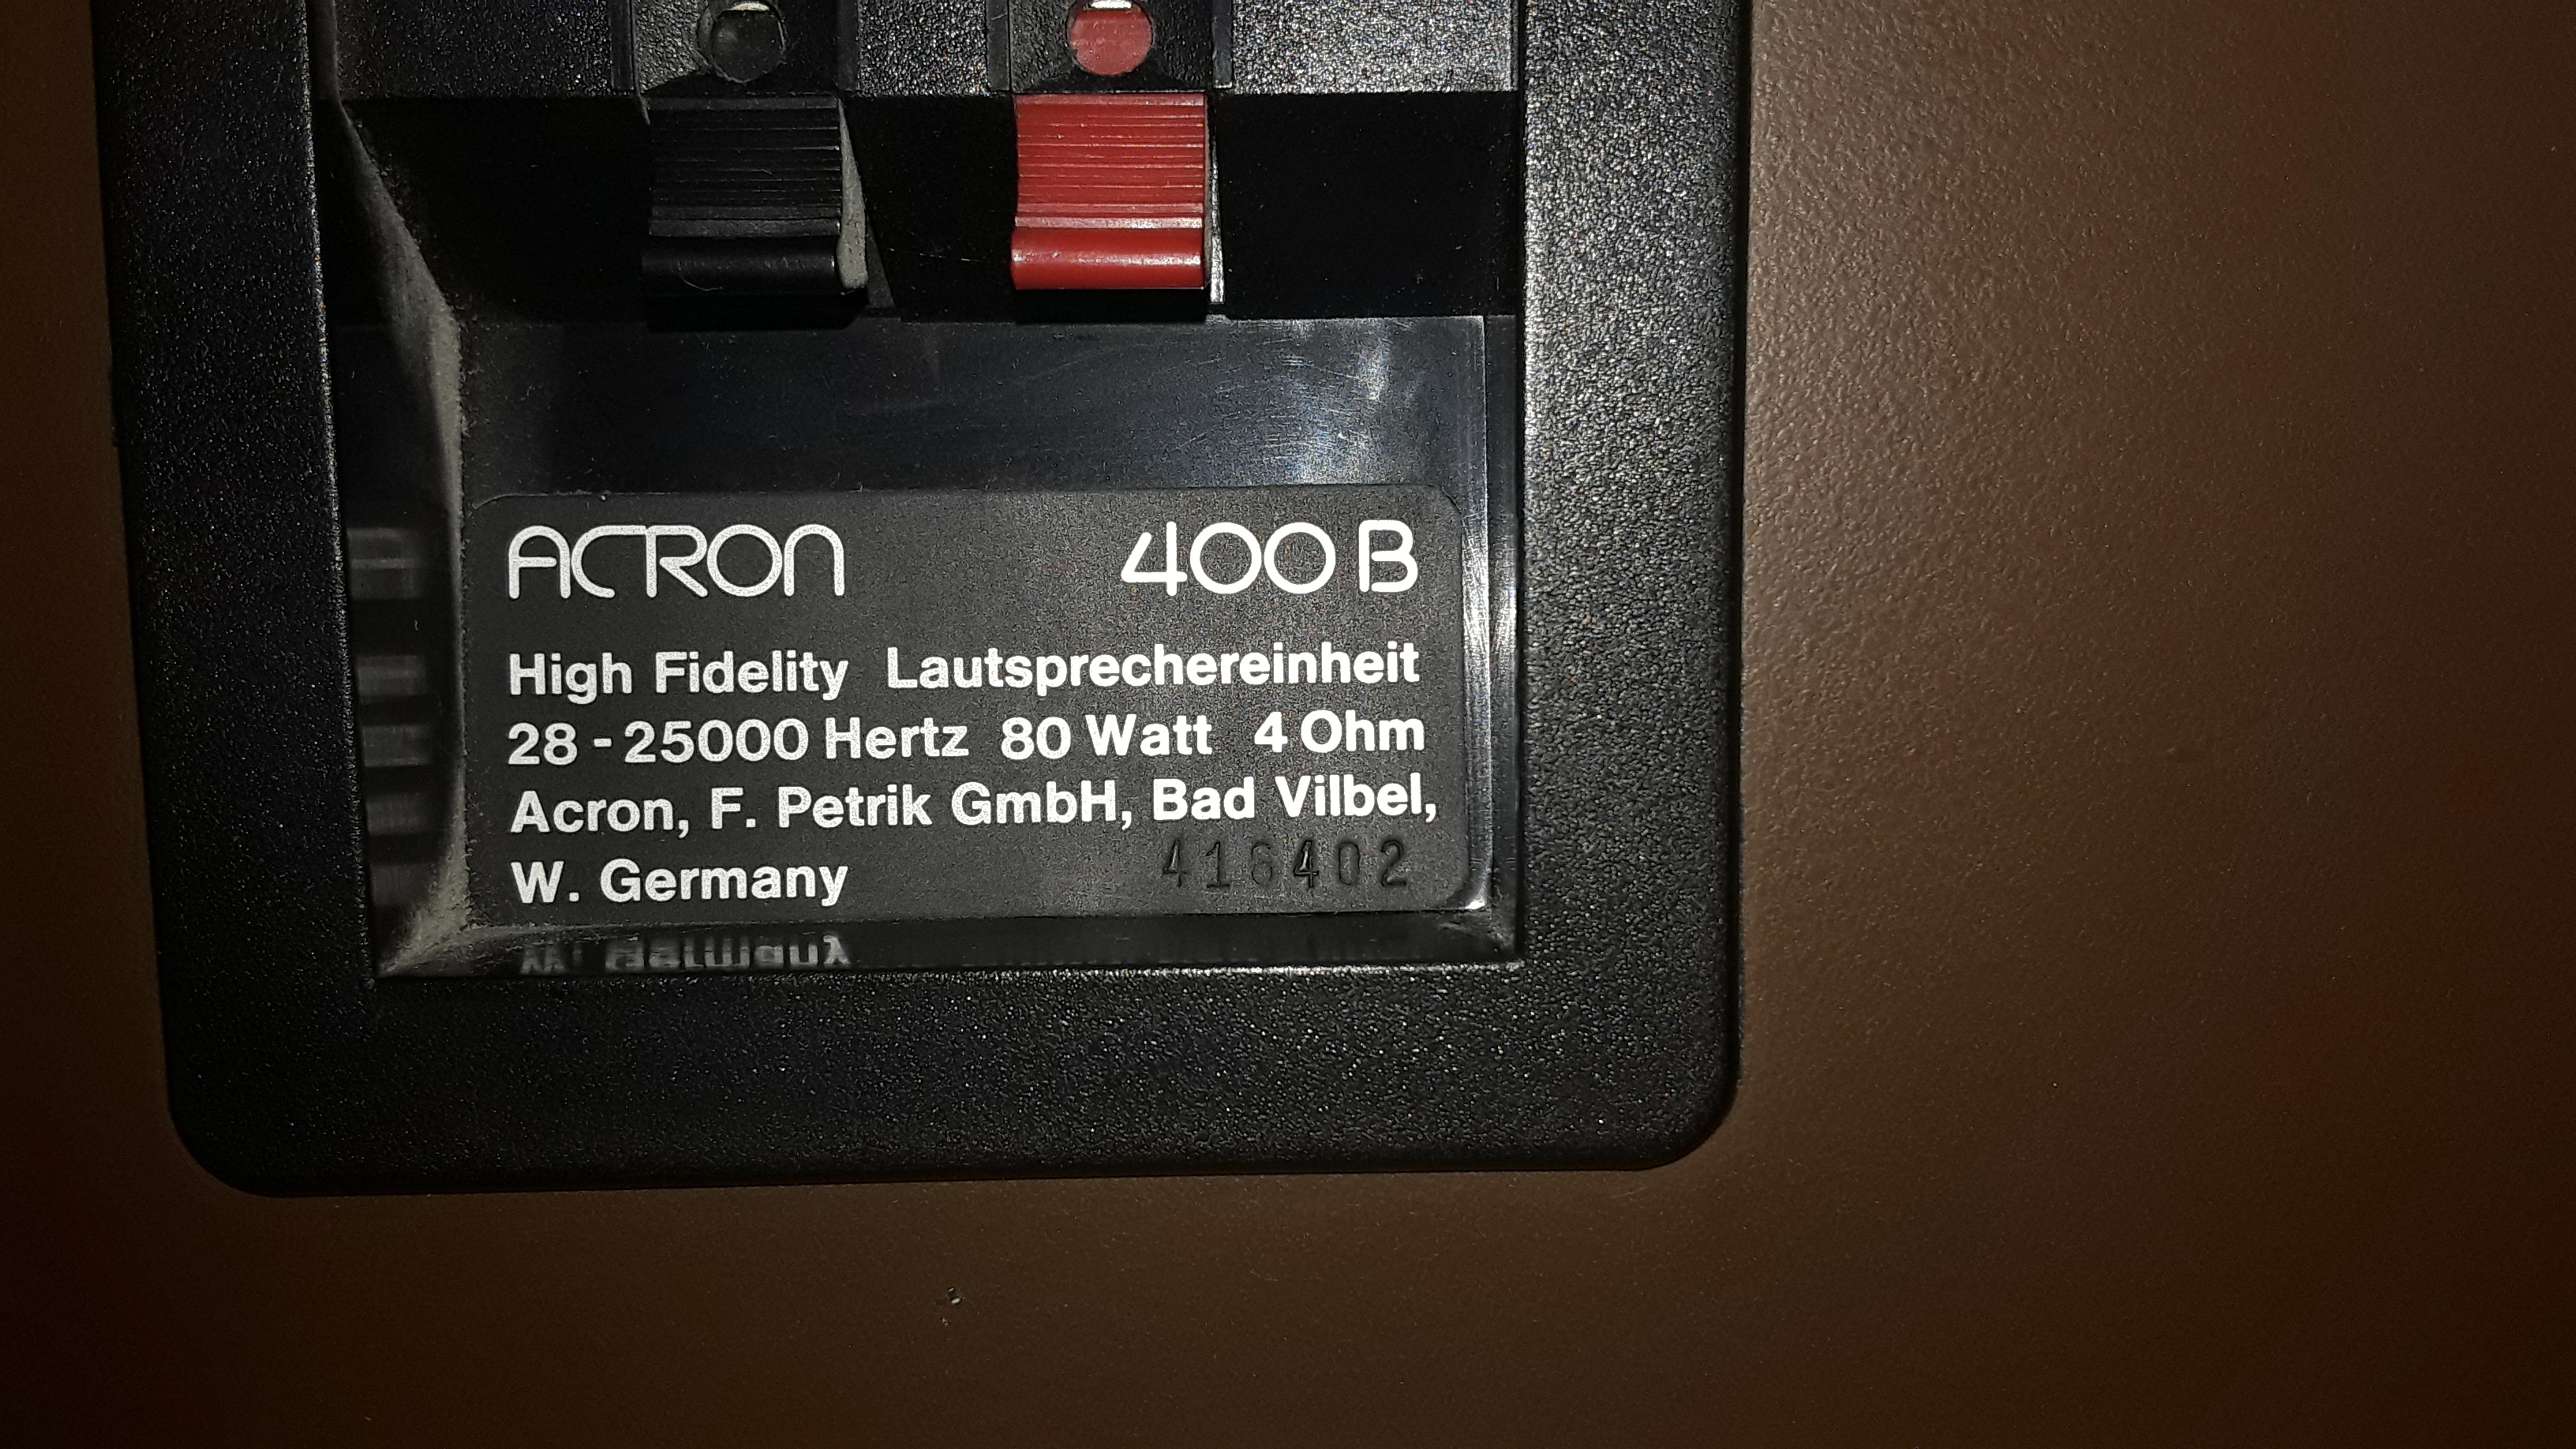 ACRON 400 B
High Fidelity Lautsprechereinheit
28 - 25000 Hertz 80 Watt 4 Ohm
Acron, F. Petrik GmbH, Bad Vilbel,
W. Germany 416402